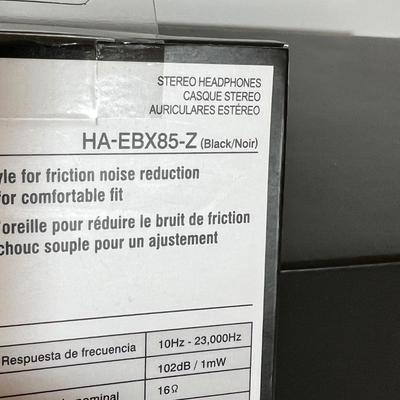 STEREO HEADPHONES
CASQUE STEREO
AURICULARES ESTÉREO
HA-EBX85-Z (Black/Noir)
yle for friction noise reduction
for comfortable fit
'oreille pour réduire le bruit de friction
chouc souple pour un ajustement
Respuesta de frecuencia 10Hz - 23,000Hz
102dB / 1mW
nominal 16Ω